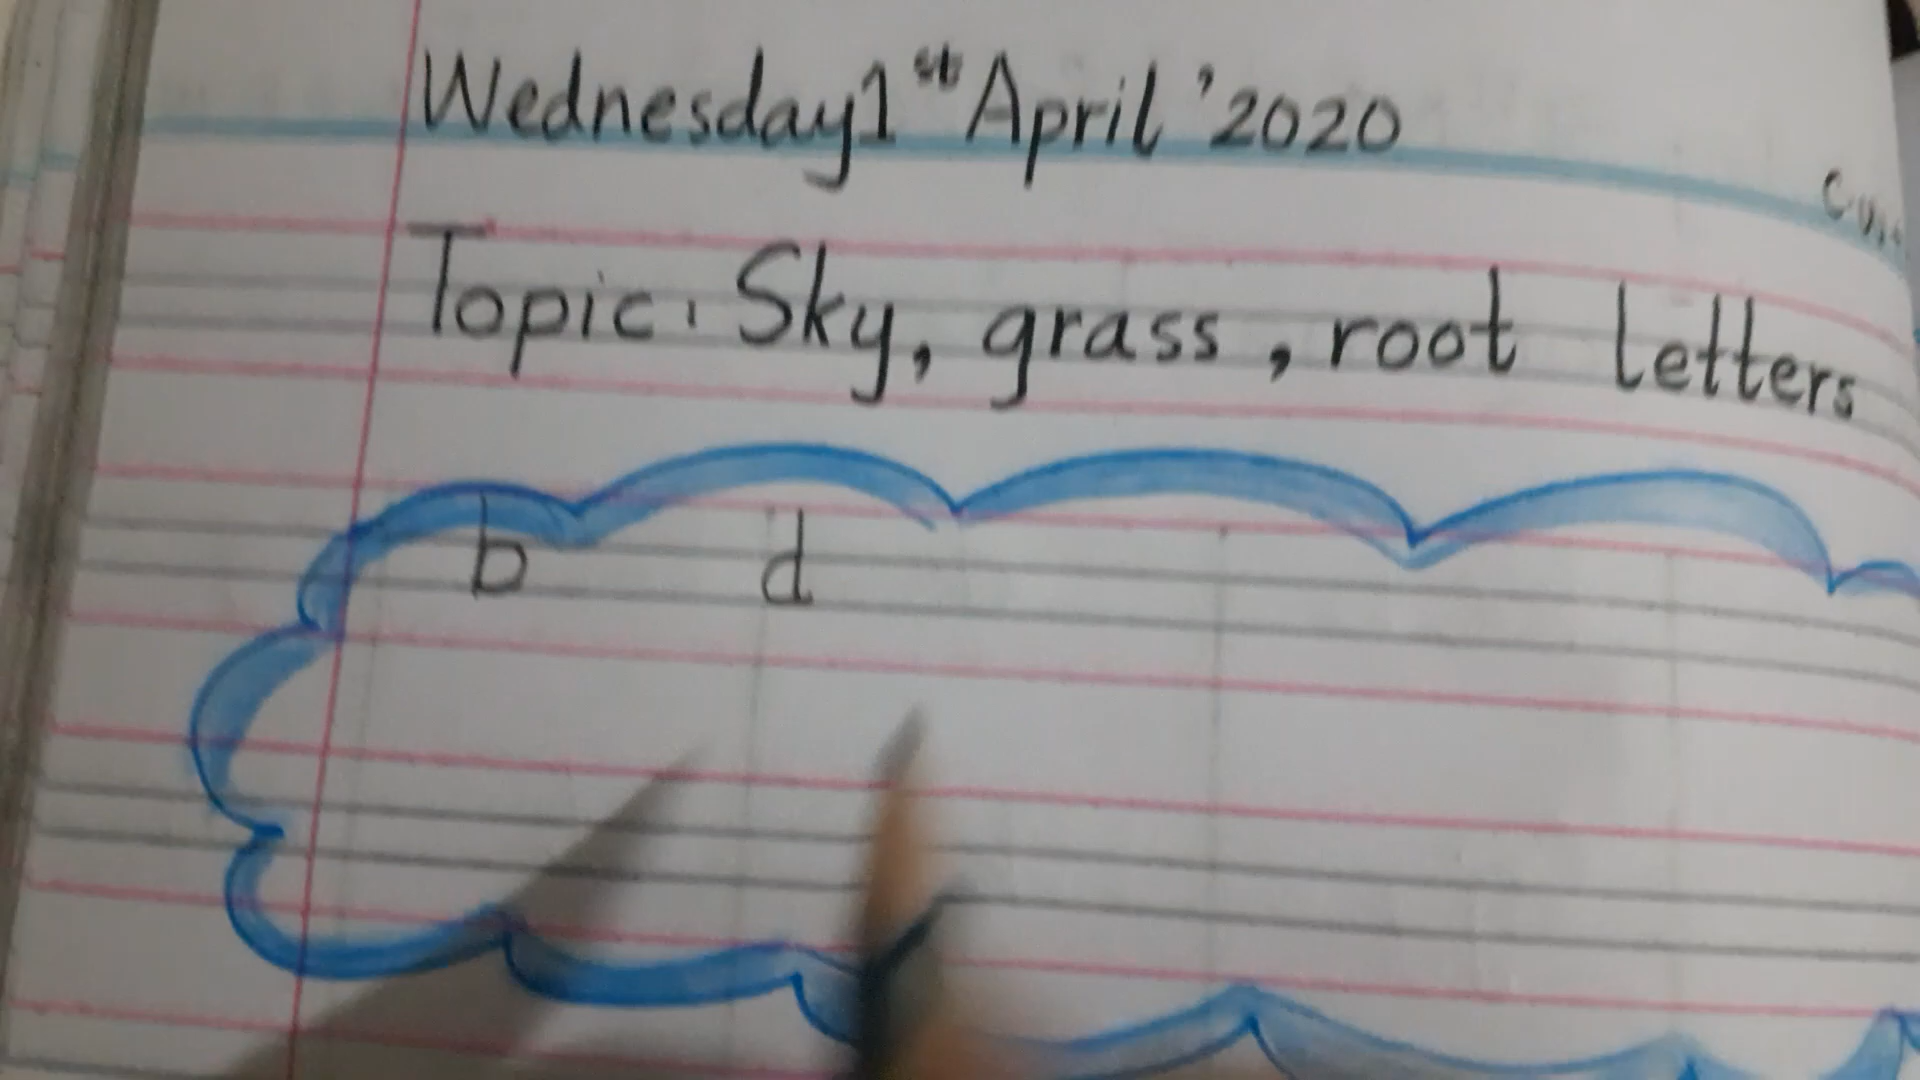 Wednesday 1st April '2020
Topic: Sky, grass, root letters
b d